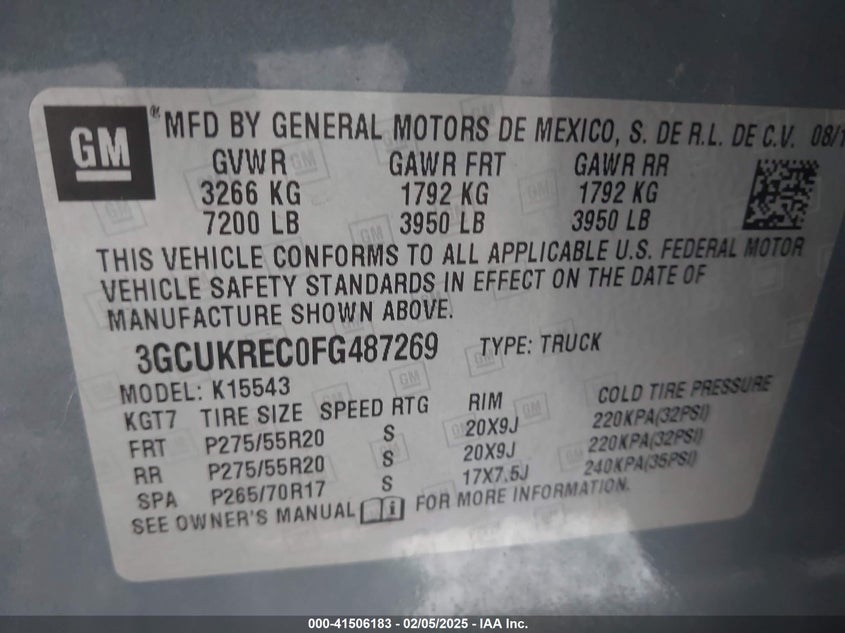 GM
® MFD BY GENERAL MOTORS DE MEXICO, S. DE R.L. DE C.V. 08/1
GVWR GAWR FRT GAWR RR
3266 KG 1792 KG 1792 KG
7200 LB 3950 LB 3950 LB
THIS VEHICLE CONFORMS TO ALL APPLICABLE U.S. FEDERAL MOTOR
VEHICLE SAFETY STANDARDS IN EFFECT ON THE DATE OF
MANUFACTURE SHOWN ABOVE.
3GCUKREC0FG487269 TYPE: TRUCK
MODEL: K15543
KGT7 TIRE SIZE SPEED RTG RIM COLD TIRE PRESSURE
FRT P275/55R20 S 20X9J 220KPA(32PSI)
RR P275/55R20 S 20X9J 220KPA(32PSI)
SPA P265/70R17 S 17X7.5J 240KPA(35PSI)
SEE OWNER'S MANUAL FOR MORE INFORMATION.
000-41506183 - 02/05/2025 - IAA Inc.